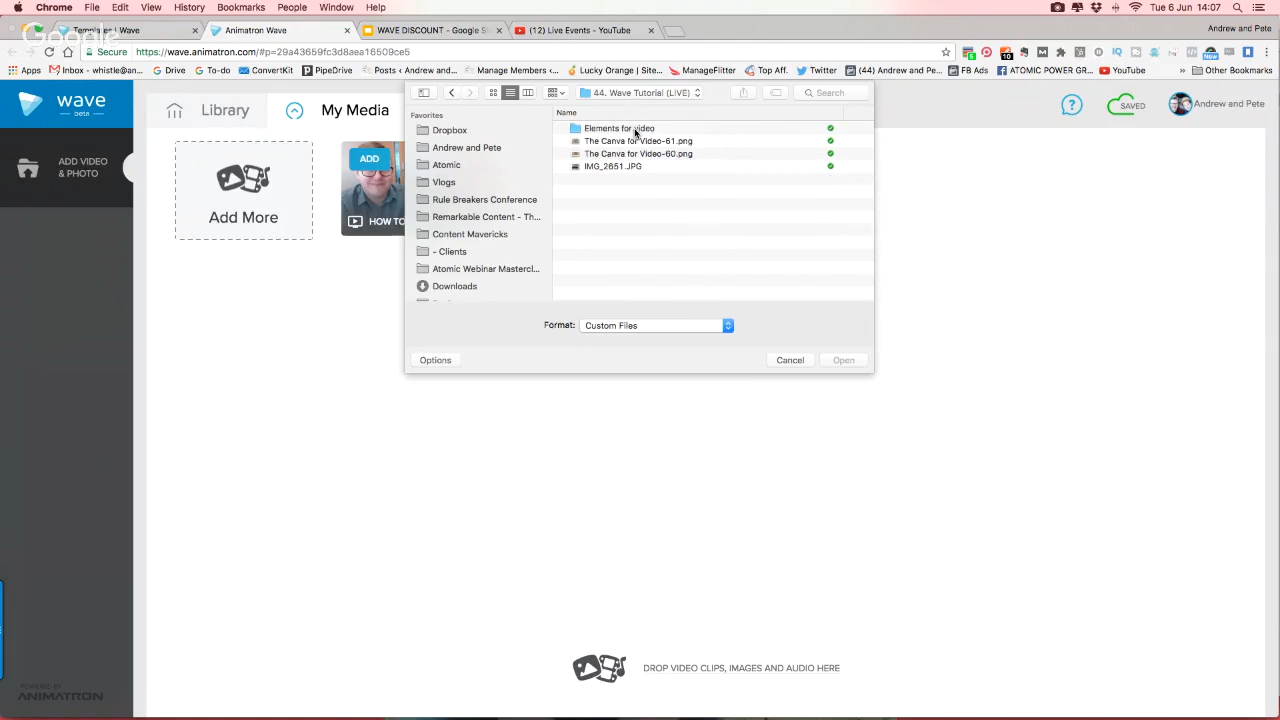 Chrome File Edit View History Bookmarks People Window Help
Tue 6 Jun 14:07
Templates | Wave
Animatron Wave
WAVE DISCOUNT - Google S
(12) Live Events - YouTube
Andrew and Pete
Google
Secure https://wave.animatron.com/#p=29a43659fc3d8aea16509ce5
Apps
Inbox - whistle@an...
Drive
To-do
ConvertKit
PipeDrive
Posts ‹ Andrew an...
Manage Members ‹...
Lucky Orange | Site...
ManageFlitter
Top Aff.
Twitter
(44) Andrew and Pe...
FB Ads
ATOMIC POWER GR...
YouTube
Other Bookmarks
wave
beta
Library
My Media
SAVED
Andrew and Pete
ADD VIDEO
& PHOTO
Add More
ADD
HOW TO
44. Wave Tutorial (LIVE)
Search
Favorites
Dropbox
Andrew and Pete
Atomic
Vlogs
Rule Breakers Conference
Remarkable Content - Th...
Content Mavericks
- Clients
Atomic Webinar Mastercl...
Downloads
Name
Elements for video
The Canva for Video-61.png
The Canva for Video-60.png
IMG_2651.JPG
Format: Custom Files
Options
Cancel
Open
DROP VIDEO CLIPS, IMAGES AND AUDIO HERE
POWERED BY
ANIMATRON